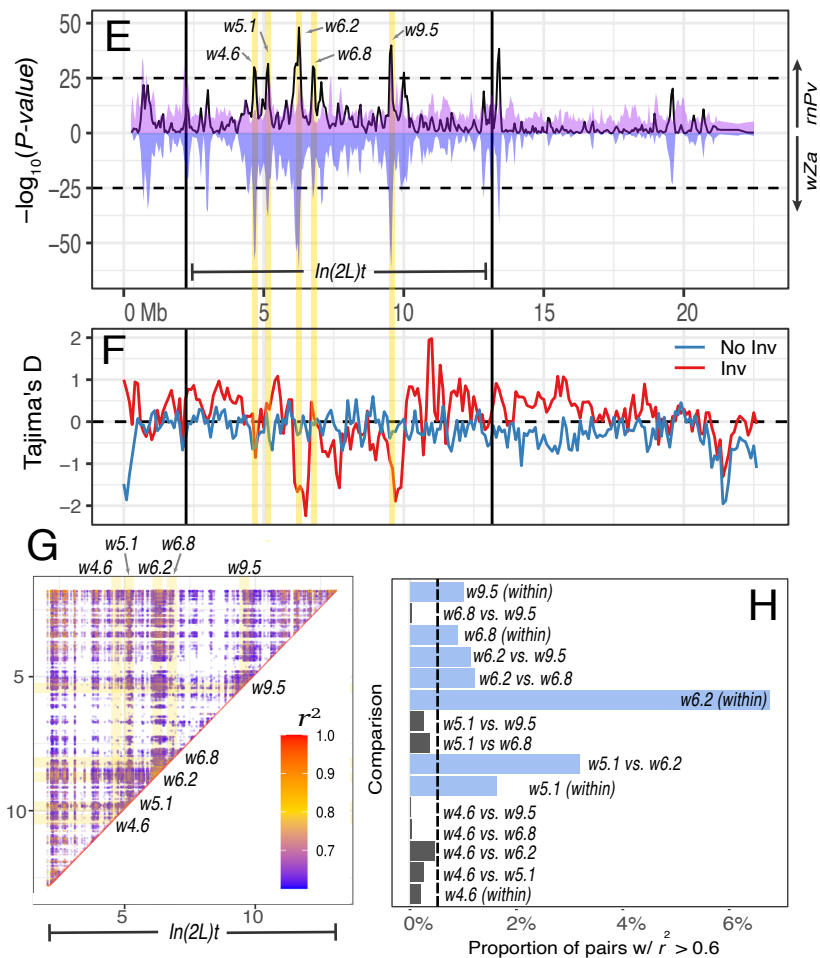 E
w5.1
w6.2
w4.6
w6.8
w9.5
−log10(P-value)
50
25
0
−25
−50
rnPv
wZa
In(2L)t
0 Mb 5 10 15 20
F
Tajima's D
2
1
0
−1
−2
No Inv
Inv
G
w5.1 w6.8
w4.6 w6.2 w9.5
5
10
w9.5
w6.8
w6.2
w5.1
w4.6
r²
1.0
0.9
0.8
0.7
5 10
In(2L)t
H
Comparison
w9.5 (within)
w6.8 vs. w9.5
w6.8 (within)
w6.2 vs. w9.5
w6.2 vs. w6.8
w6.2 (within)
w5.1 vs. w9.5
w5.1 vs w6.8
w5.1 vs. w6.2
w5.1 (within)
w4.6 vs. w9.5
w4.6 vs. w6.8
w4.6 vs. w6.2
w4.6 vs. w5.1
w4.6 (within)
0% 2% 4% 6%
Proportion of pairs w/ r² > 0.6